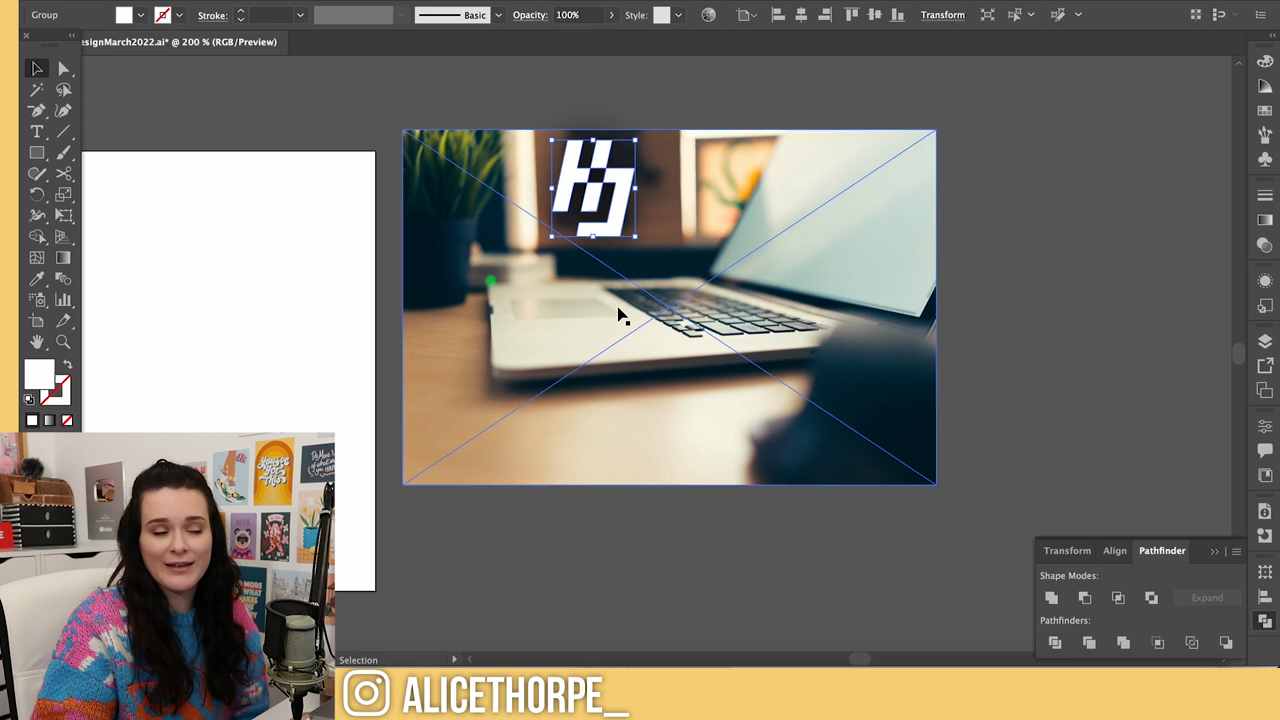 Group
Stroke:
Basic
Opacity:
100%
Style:
Transform
esignMarch2022.ai* @ 200 % (RGB/Preview)
Transform
Align
Pathfinder
Shape Modes:
Expand
Pathfinders:
Selection
ALICETHORPE_